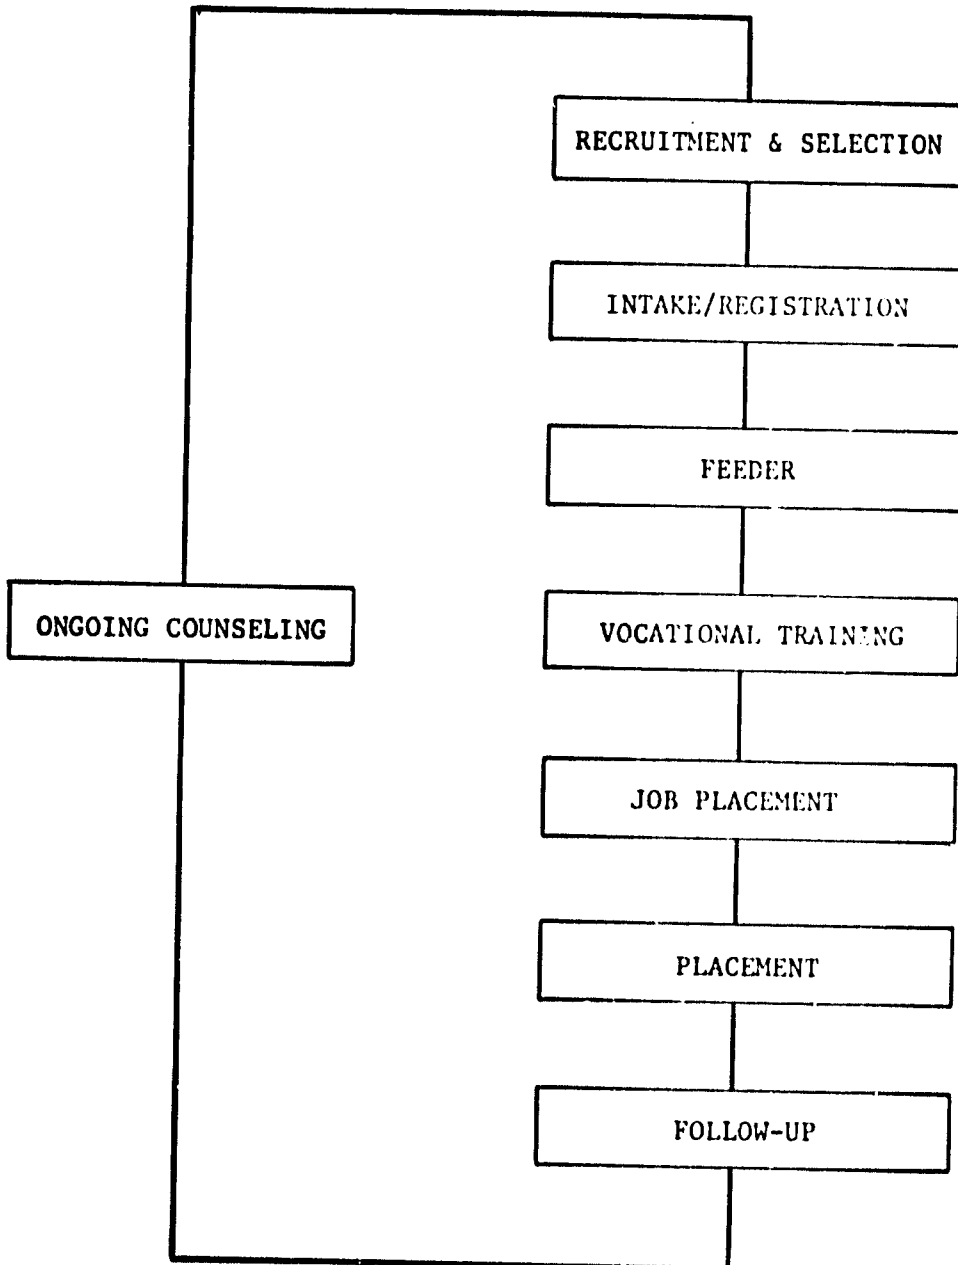 RECRUITMENT & SELECTION
INTAKE/REGISTRATION
FEEDER
ONGOING COUNSELING
VOCATIONAL TRAINING
JOB PLACEMENT
PLACEMENT
FOLLOW-UP